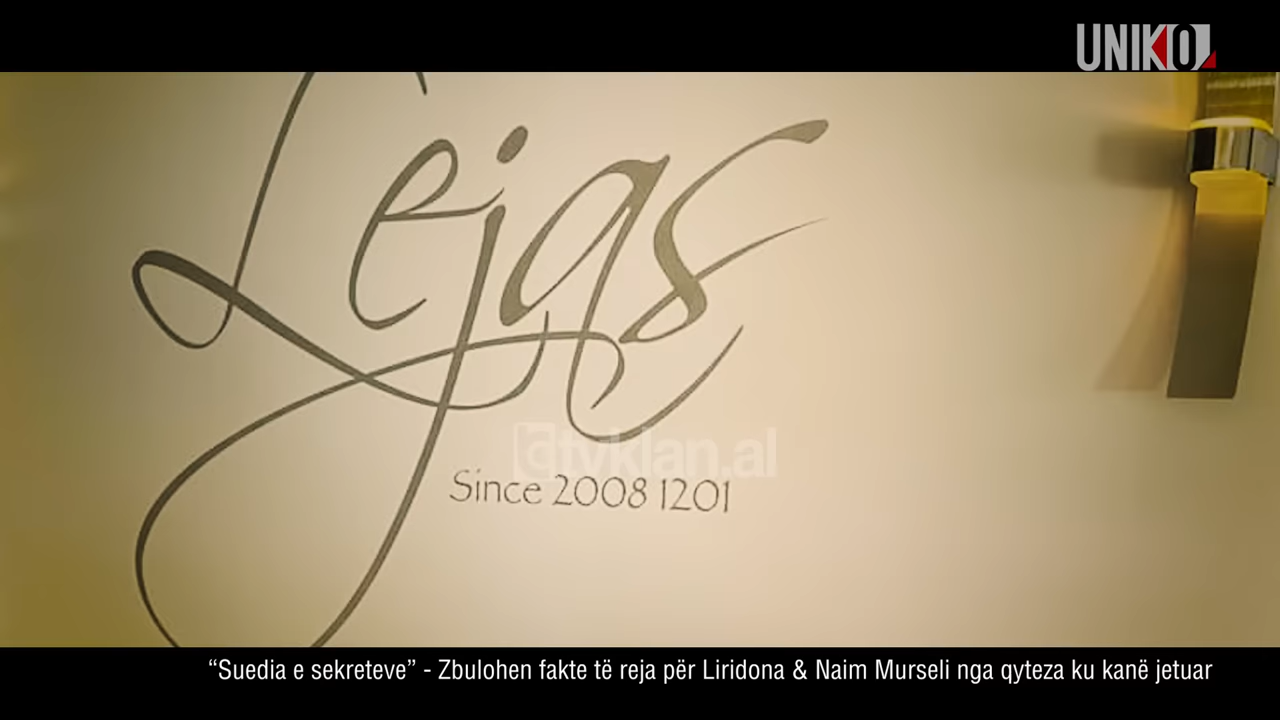 UNIKO
Lejas
@tvklan.al
Since 2008 1201
“Suedia e sekreteve” - Zbulohen fakte të reja për Liridona & Naim Murseli nga qyteza ku kanë jetuar